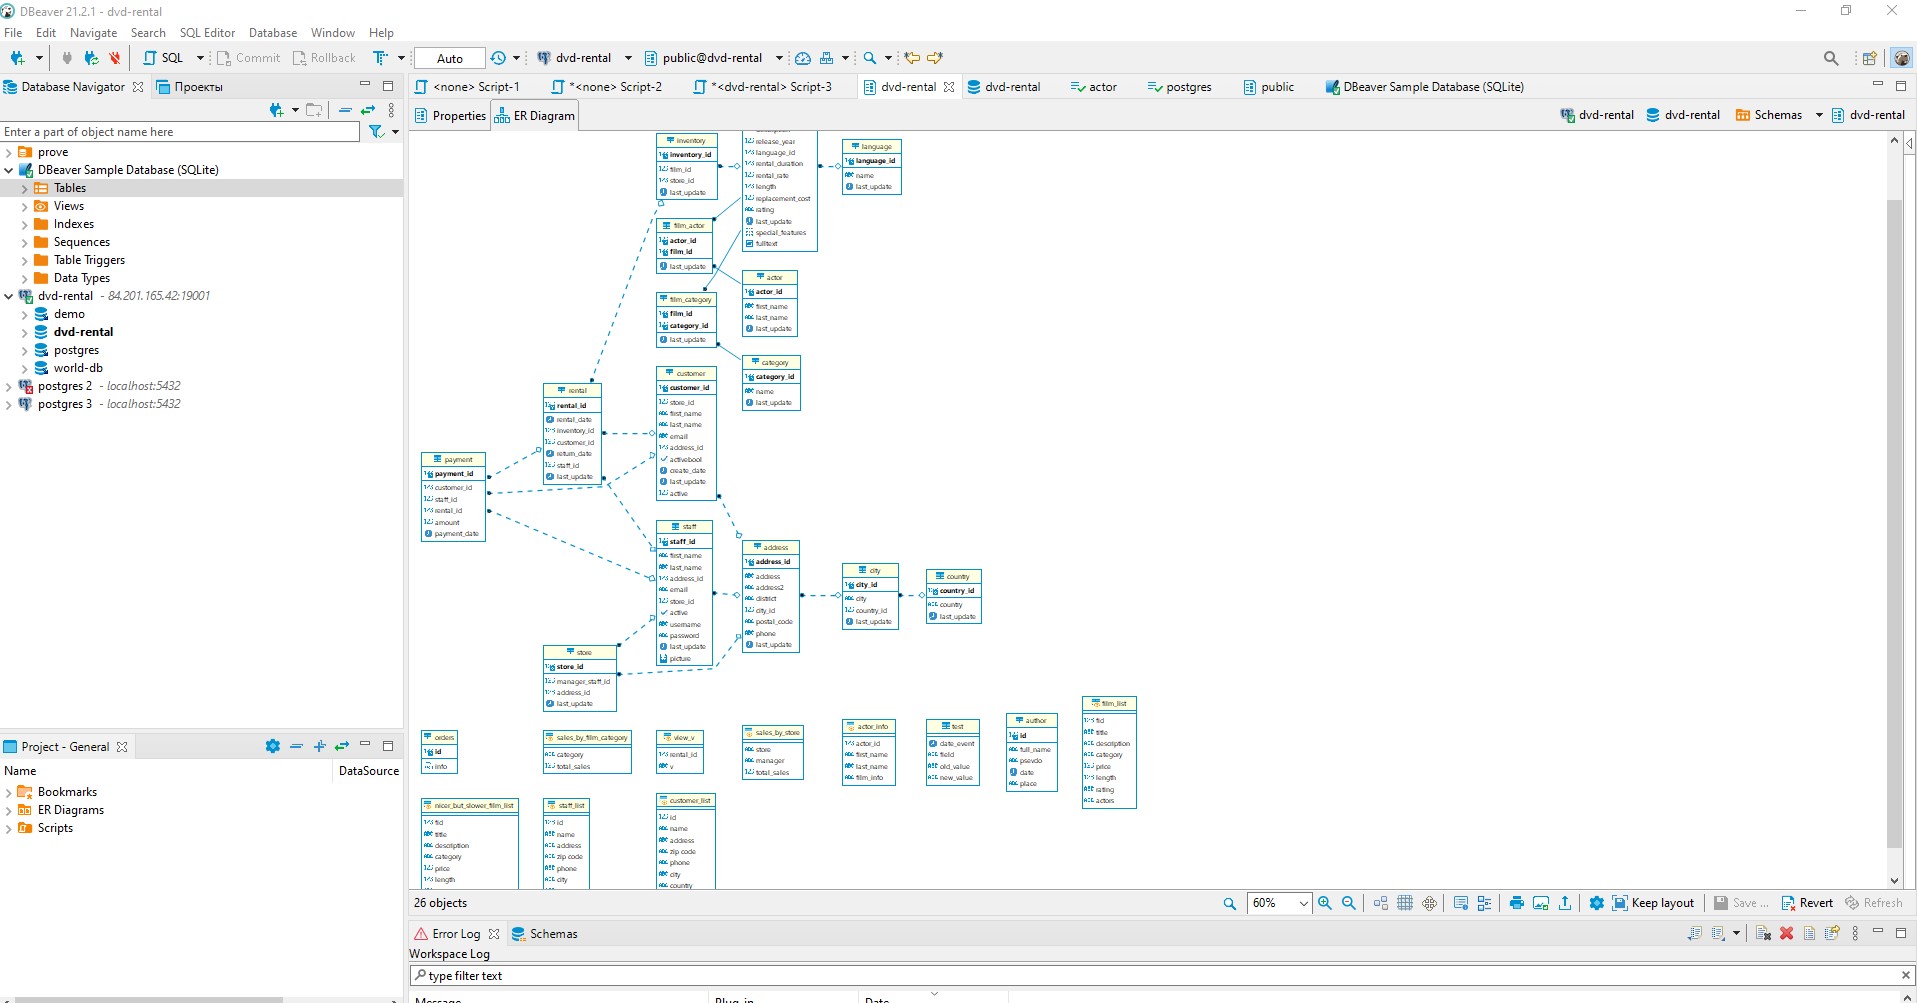 DBeaver 21.2.1 - dvd-rental
File Edit Navigate Search SQL Editor Database Window Help
SQL Commit Rollback Auto dvd-rental public@dvd-rental
Database Navigator Проекты
<none> Script-1 *<none> Script-2 *<dvd-rental> Script-3 dvd-rental dvd-rental actor postgres public DBeaver Sample Database (SQLite)
Properties ER Diagram
dvd-rental dvd-rental Schemas dvd-rental
Enter a part of object name here
prove
DBeaver Sample Database (SQLite)
Tables
Views
Indexes
Sequences
Table Triggers
Data Types
dvd-rental - 84.201.165.42:19001
demo
dvd-rental
postgres
world-db
postgres 2 - localhost:5432
postgres 3 - localhost:5432
Project - General
Name DataSource
Bookmarks
ER Diagrams
Scripts
inventory
inventory_id
film_id
store_id
last_update
release_year
language_id
rental_duration
rental_rate
length
replacement_cost
rating
last_update
special_features
fulltext
language
language_id
name
last_update
film_actor
actor_id
film_id
last_update
actor
actor_id
first_name
last_name
last_update
film_category
film_id
category_id
last_update
category
category_id
name
last_update
customer
customer_id
store_id
first_name
last_name
email
address_id
activebool
create_date
last_update
active
rental
rental_id
rental_date
inventory_id
customer_id
return_date
staff_id
last_update
payment
payment_id
customer_id
staff_id
rental_id
amount
payment_date
staff
staff_id
first_name
last_name
address_id
email
store_id
active
username
password
last_update
picture
address
address_id
address
address2
district
city_id
postal_code
phone
last_update
city
city_id
city
country_id
last_update
country
country_id
country
last_update
store
store_id
manager_staff_id
address_id
last_update
orders
id
info
sales_by_film_category
category
total_sales
view_v
rental_id
v
sales_by_store
store
manager
total_sales
actor_info
actor_id
first_name
last_name
film_info
test
date_event
field
old_value
new_value
author
id
full_name
psevdo
date
place
film_list
fid
title
description
category
price
length
rating
actors
nicer_but_slower_film_list
fid
title
description
category
price
length
staff_list
id
name
address
zip code
phone
city
customer_list
id
name
address
zip code
phone
city
country
26 objects 60% Keep layout Save ... Revert Refresh
Error Log Schemas
Workspace Log
type filter text
Message Plug-in Date